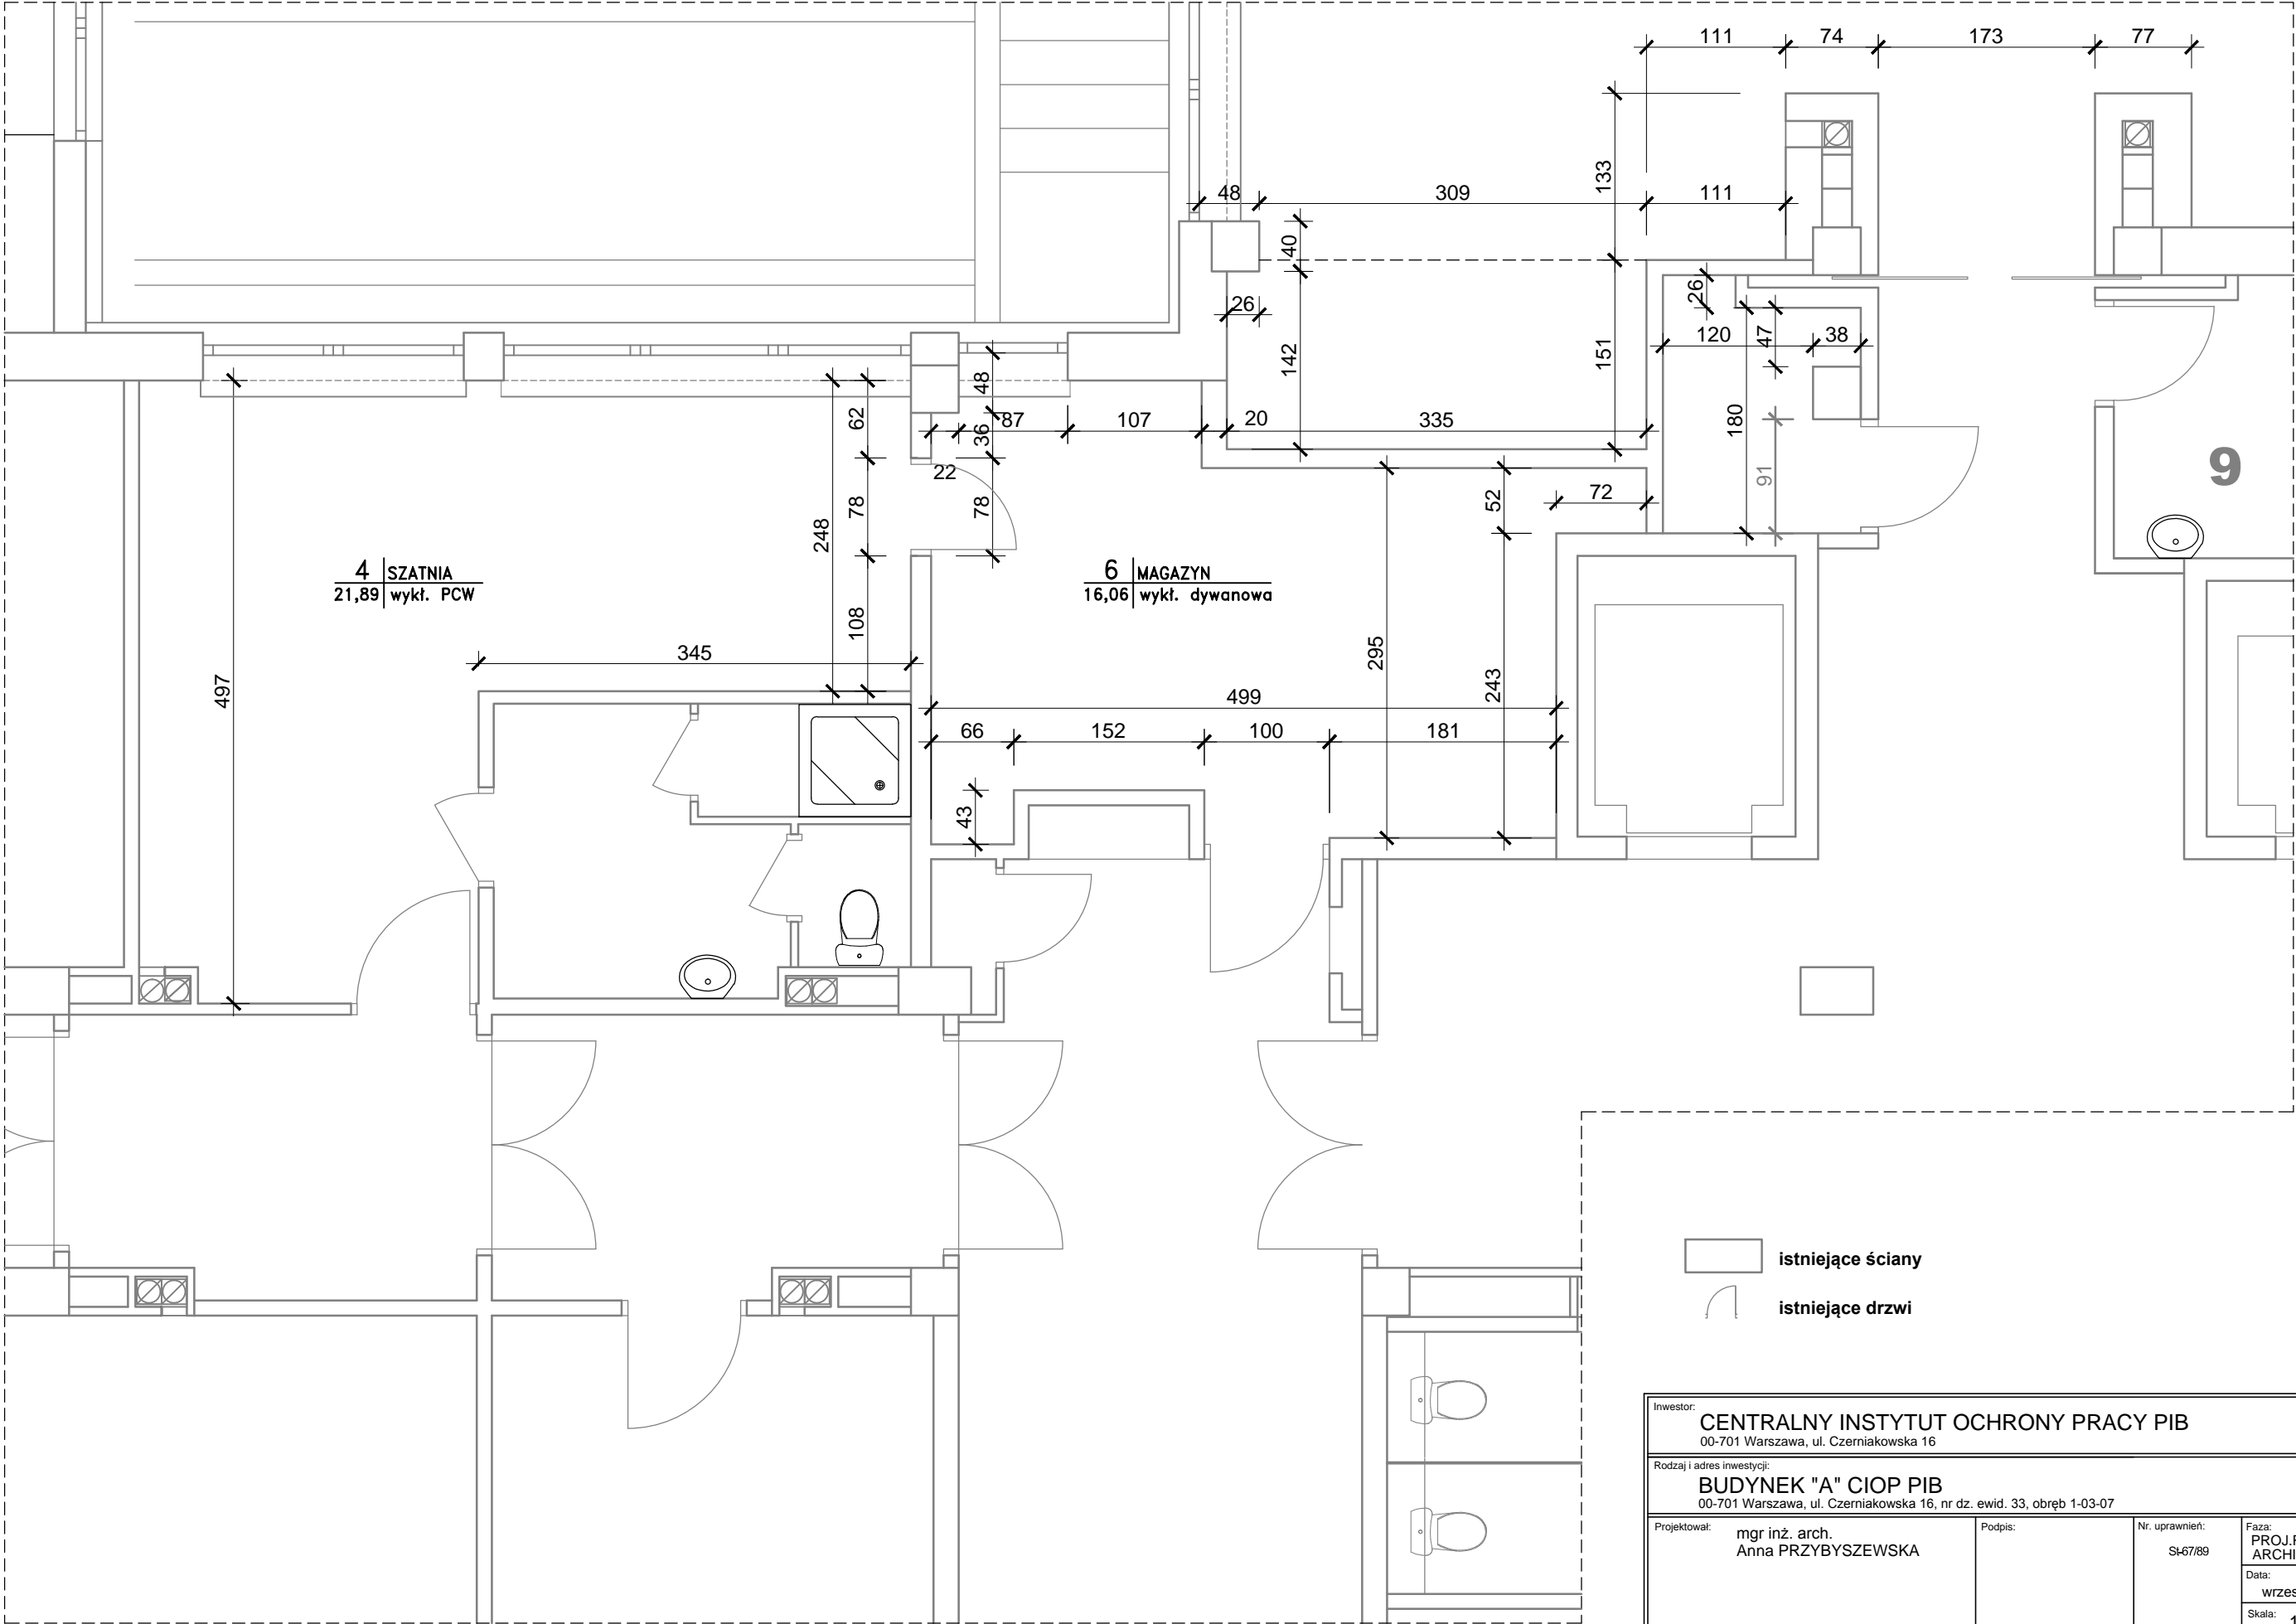 111 74 173 77
133
48 309 111
40
26
26
142
151
120 47 38
48
62
87 107 20 335
36
180
22
91
9
78
78
52
72
248
4 SZATNIA
21,89 wykł. PCW
6 MAGAZYN
16,06 wykł. dywanowa
108
345
295
497
243
499
66 152 100 181
43
istniejące ściany
istniejące drzwi
Inwestor:
CENTRALNY INSTYTUT OCHRONY PRACY PIB
00-701 Warszawa, ul. Czerniakowska 16
Rodzaj i adres inwestycji:
BUDYNEK "A" CIOP PIB
00-701 Warszawa, ul. Czerniakowska 16, nr dz. ewid. 33, obręb 1-03-07
Projektował:
mgr inż. arch.
Anna PRZYBYSZEWSKA
Podpis:
Nr. uprawnień:
St-67/89
Faza:
PROJ.
ARCHI
Data:
wrzes
Skala: